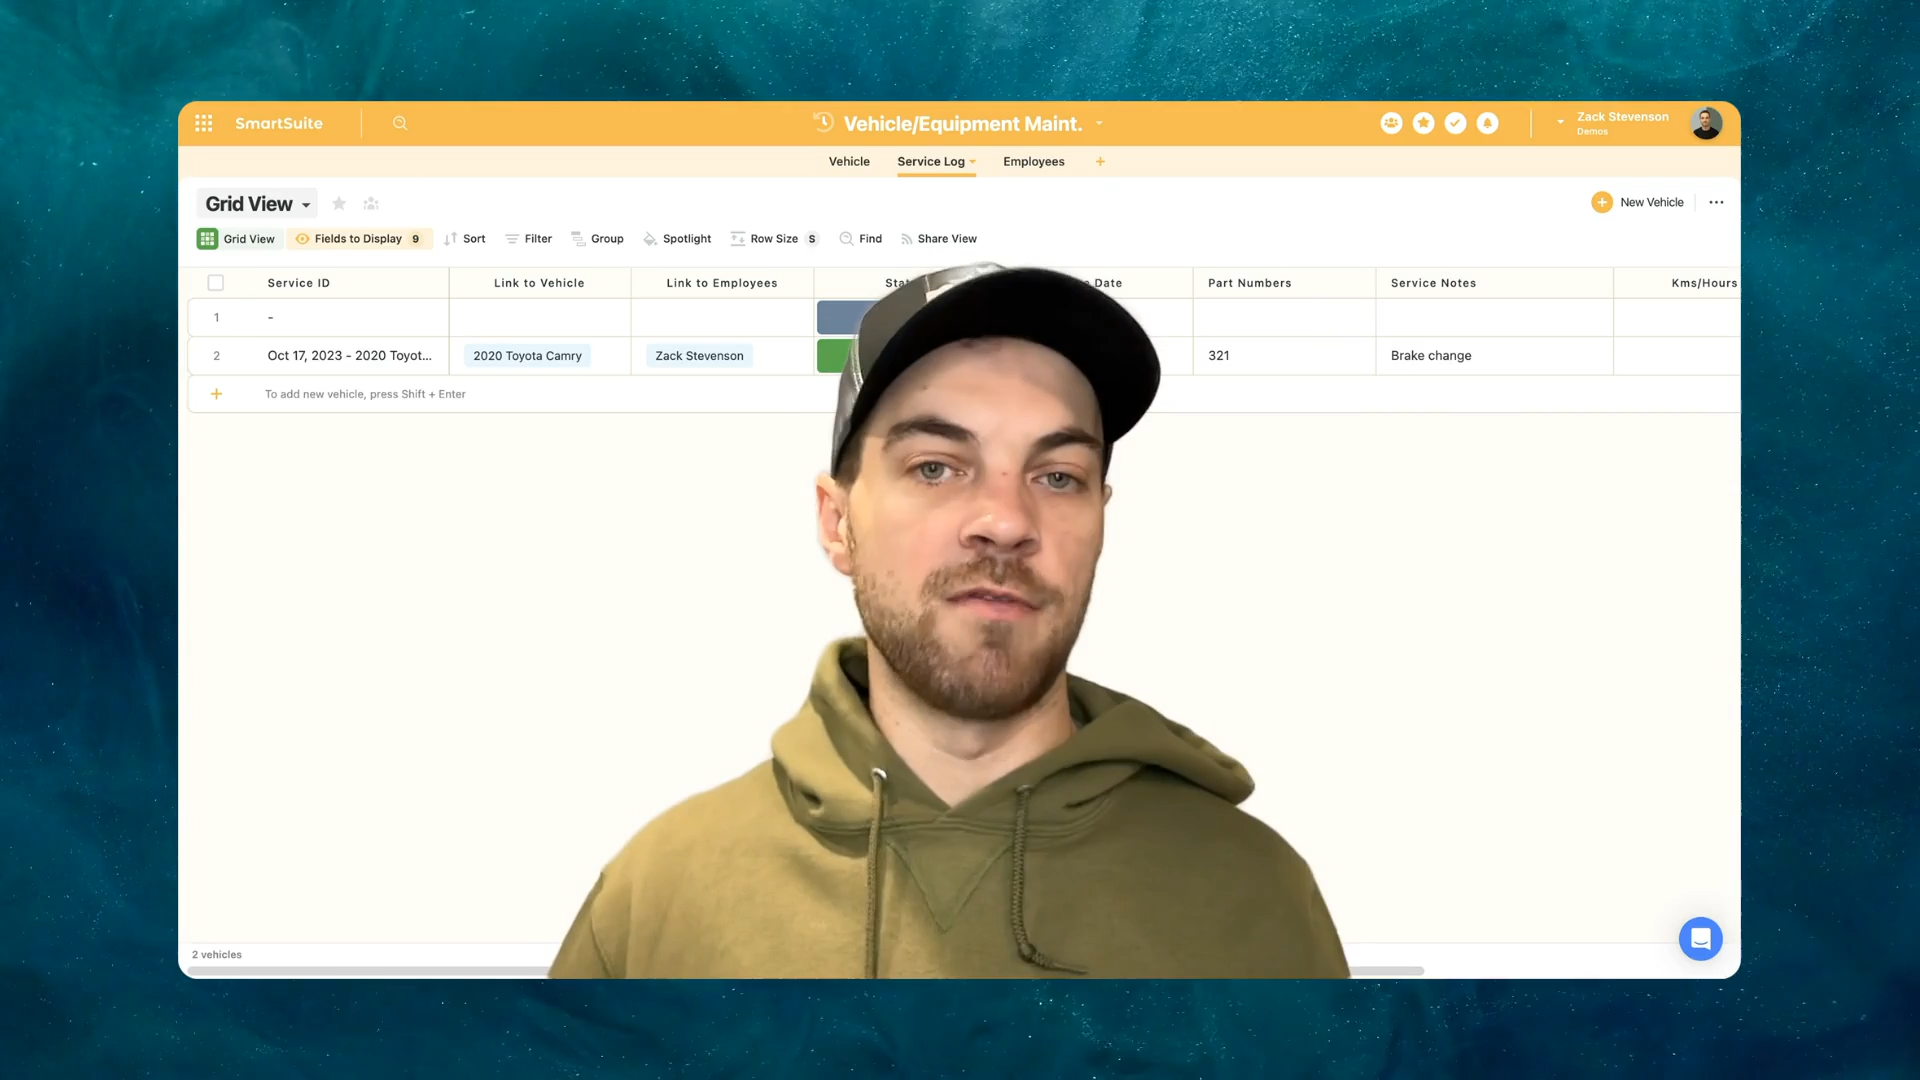 SmartSuite
Vehicle/Equipment Maint.
Zack Stevenson
Demos
Vehicle
Service Log
Employees
+
Grid View
New Vehicle
Grid View
Fields to Display 9
Sort
Filter
Group
Spotlight
Row Size S
Find
Share View
Service ID
Link to Vehicle
Link to Employees
Date
Part Numbers
Service Notes
Kms/Hours
1
-
2
Oct 17, 2023 - 2020 Toyot...
2020 Toyota Camry
Zack Stevenson
321
Brake change
+
To add new vehicle, press Shift + Enter
2 vehicles